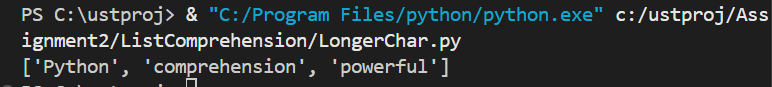 PS C:\ustproj> & "C:/Program Files/python/python.exe" c:/ustproj/Ass
ignment2/ListComprehension/LongerChar.py
['Python', 'comprehension', 'powerful']